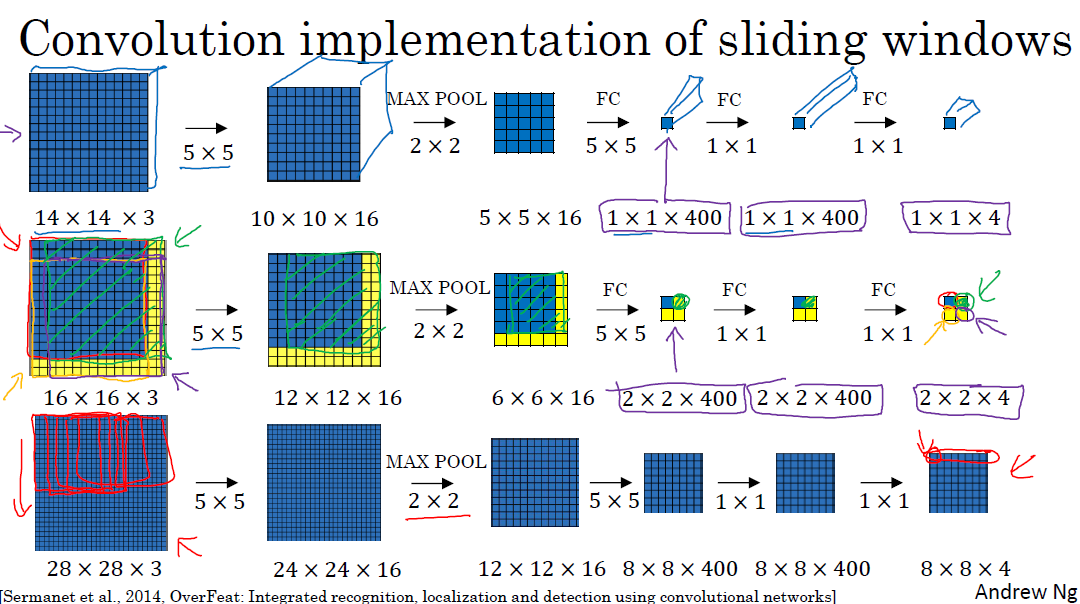 Convolution implementation of sliding windows
MAX POOL FC FC FC
5 × 5 2 × 2 5 × 5 1 × 1 1 × 1
14 × 14 × 3 10 × 10 × 16 5 × 5 × 16 1 × 1 × 400 1 × 1 × 400 1 × 1 × 4
MAX POOL FC FC FC
5 × 5 2 × 2 5 × 5 1 × 1 1 × 1
16 × 16 × 3 12 × 12 × 16 6 × 6 × 16 2 × 2 × 400 2 × 2 × 400 2 × 2 × 4
MAX POOL
5 × 5 2 × 2 5 × 5 1 × 1 1 × 1
28 × 28 × 3 24 × 24 × 16 12 × 12 × 16 8 × 8 × 400 8 × 8 × 400 8 × 8 × 4
[Sermanet et al., 2014, OverFeat: Integrated recognition, localization and detection using convolutional networks] Andrew Ng